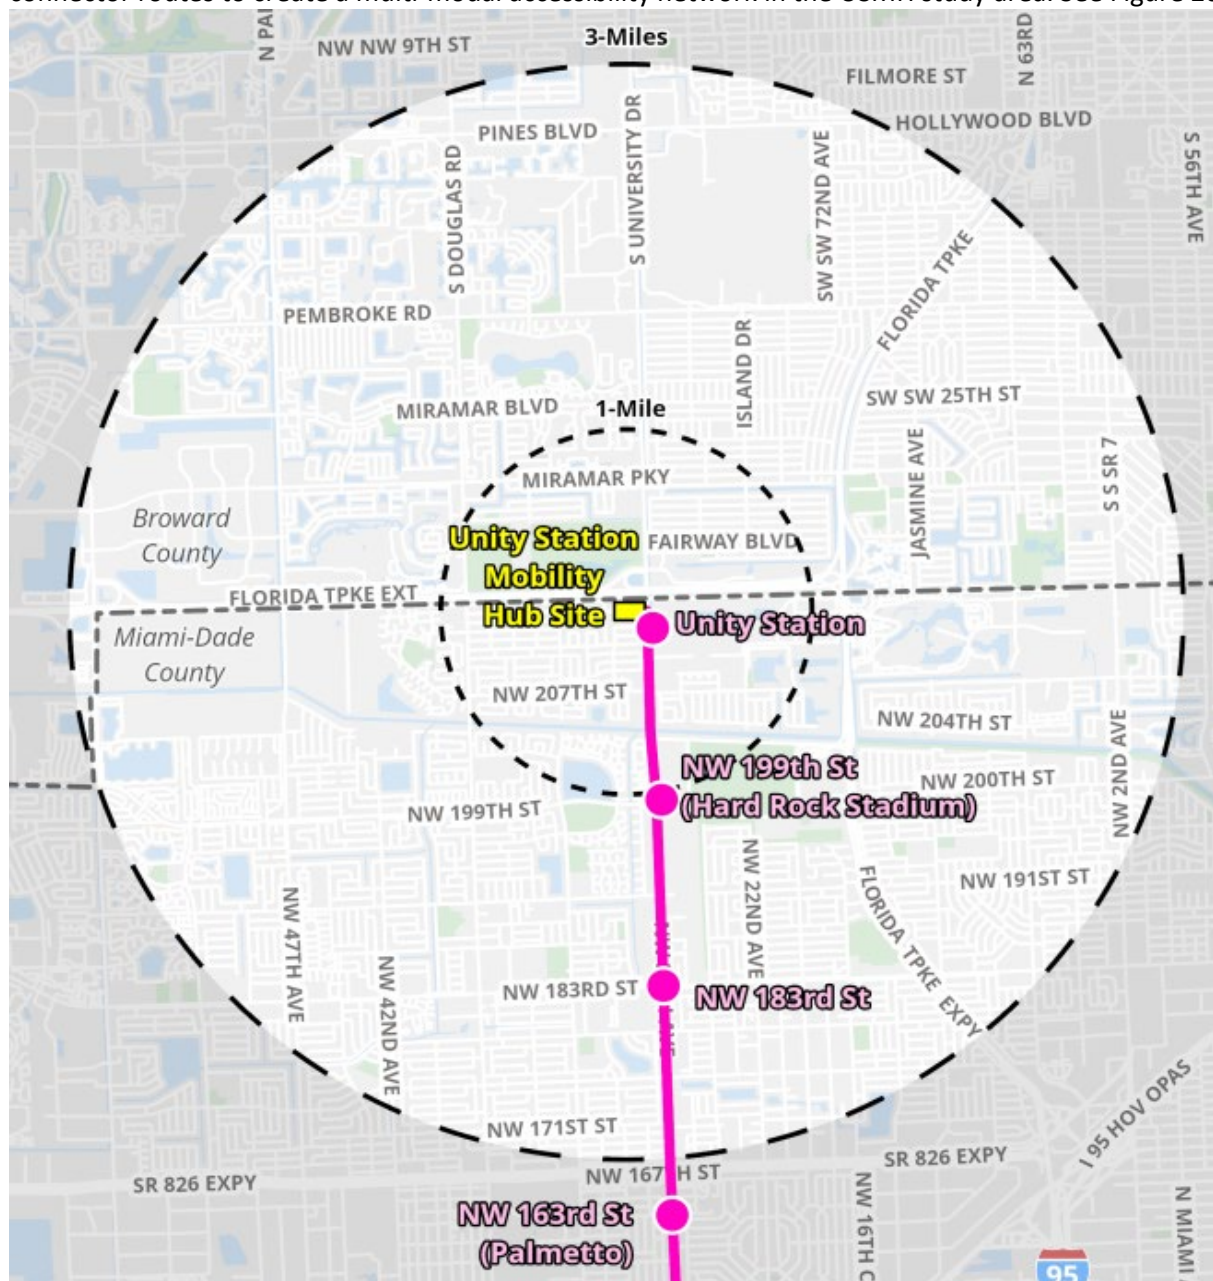 3-Miles
N PAL
NW NW 9TH ST
FILMORE ST
N 63RD
PINES BLVD
HOLLYWOOD BLVD
S DOUGLAS RD
S UNIVERSITY DR
SW SW 72ND AVE
S 56TH AVE
FLORIDA TPKE
PEMBROKE RD
ISLAND DR
MIRAMAR BLVD
1-Mile
SW SW 25TH ST
MIRAMAR PKY
JASMINE AVE
S S SR 7
Broward
County
Unity Station
Mobility
Hub Site
FAIRWAY BLVD
FLORIDA TPKE EXT
Miami-Dade
County
Unity Station
NW 207TH ST
NW 204TH ST
NW 2ND AVE
NW 199th St
(Hard Rock Stadium)
NW 200TH ST
NW 199TH ST
NW 22ND AVE
NW 191ST ST
FLORIDA TPKE EXPY
NW 47TH AVE
NW 42ND AVE
NW 183RD ST
NW 183rd St
NW 171ST ST
I 95 HOV OPAS
SR 826 EXPY
NW 167TH ST
SR 826 EXPY
NW 163rd St
(Palmetto)
NW 16TH C
N MIAMI
95